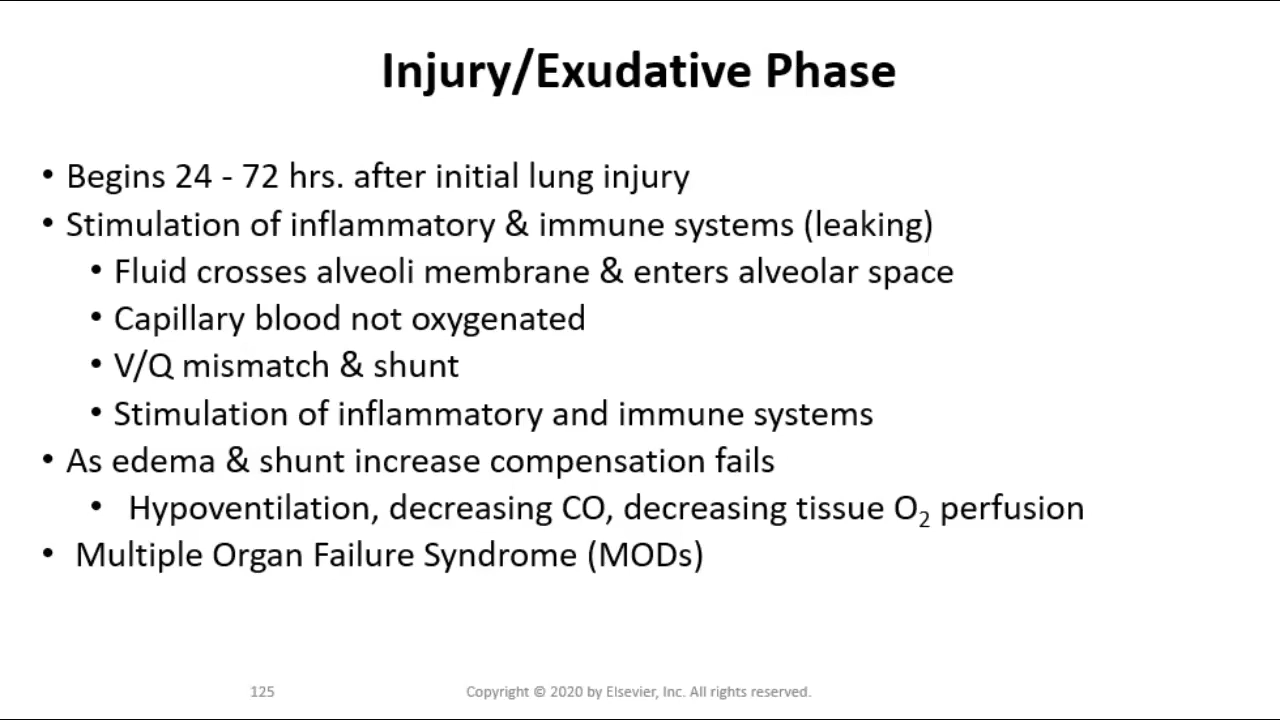 Injury/Exudative Phase
• Begins 24 - 72 hrs. after initial lung injury
• Stimulation of inflammatory & immune systems (leaking)
• Fluid crosses alveoli membrane & enters alveolar space
• Capillary blood not oxygenated
• V/Q mismatch & shunt
• Stimulation of inflammatory and immune systems
• As edema & shunt increase compensation fails
• Hypoventilation, decreasing CO, decreasing tissue O₂ perfusion
• Multiple Organ Failure Syndrome (MODs)
125 Copyright © 2020 by Elsevier, Inc. All rights reserved.